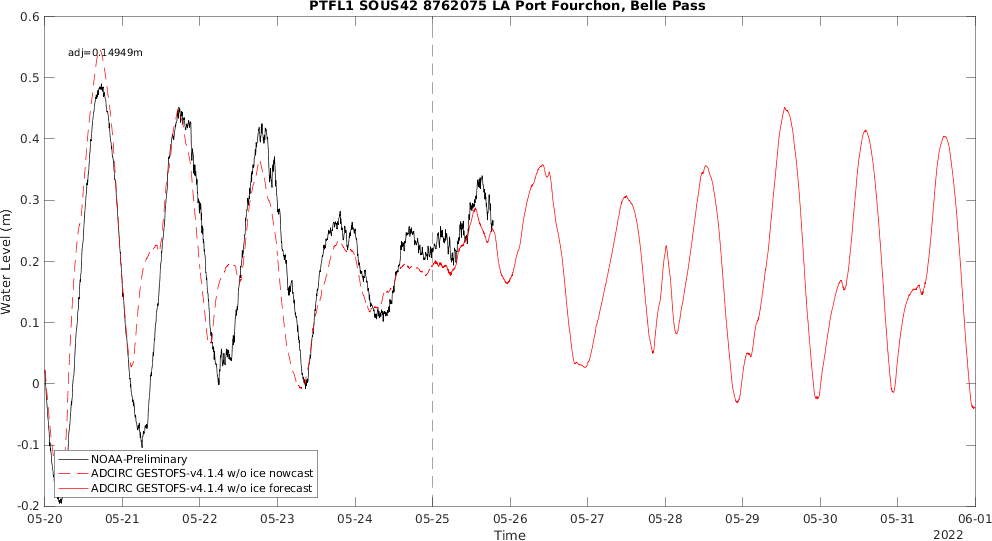 PTFL1 SOUS42 8762075 LA Port Fourchon, Belle Pass
adj=0.14949m
0.6
0.5
0.4
0.3
0.2
0.1
0
-0.1
-0.2
Water Level (m)
NOAA-Preliminary
ADCIRC GESTOFS-v4.1.4 w/o ice nowcast
ADCIRC GESTOFS-v4.1.4 w/o ice forecast
05-20 05-21 05-22 05-23 05-24 05-25 05-26 05-27 05-28 05-29 05-30 05-31 06-01
Time
2022